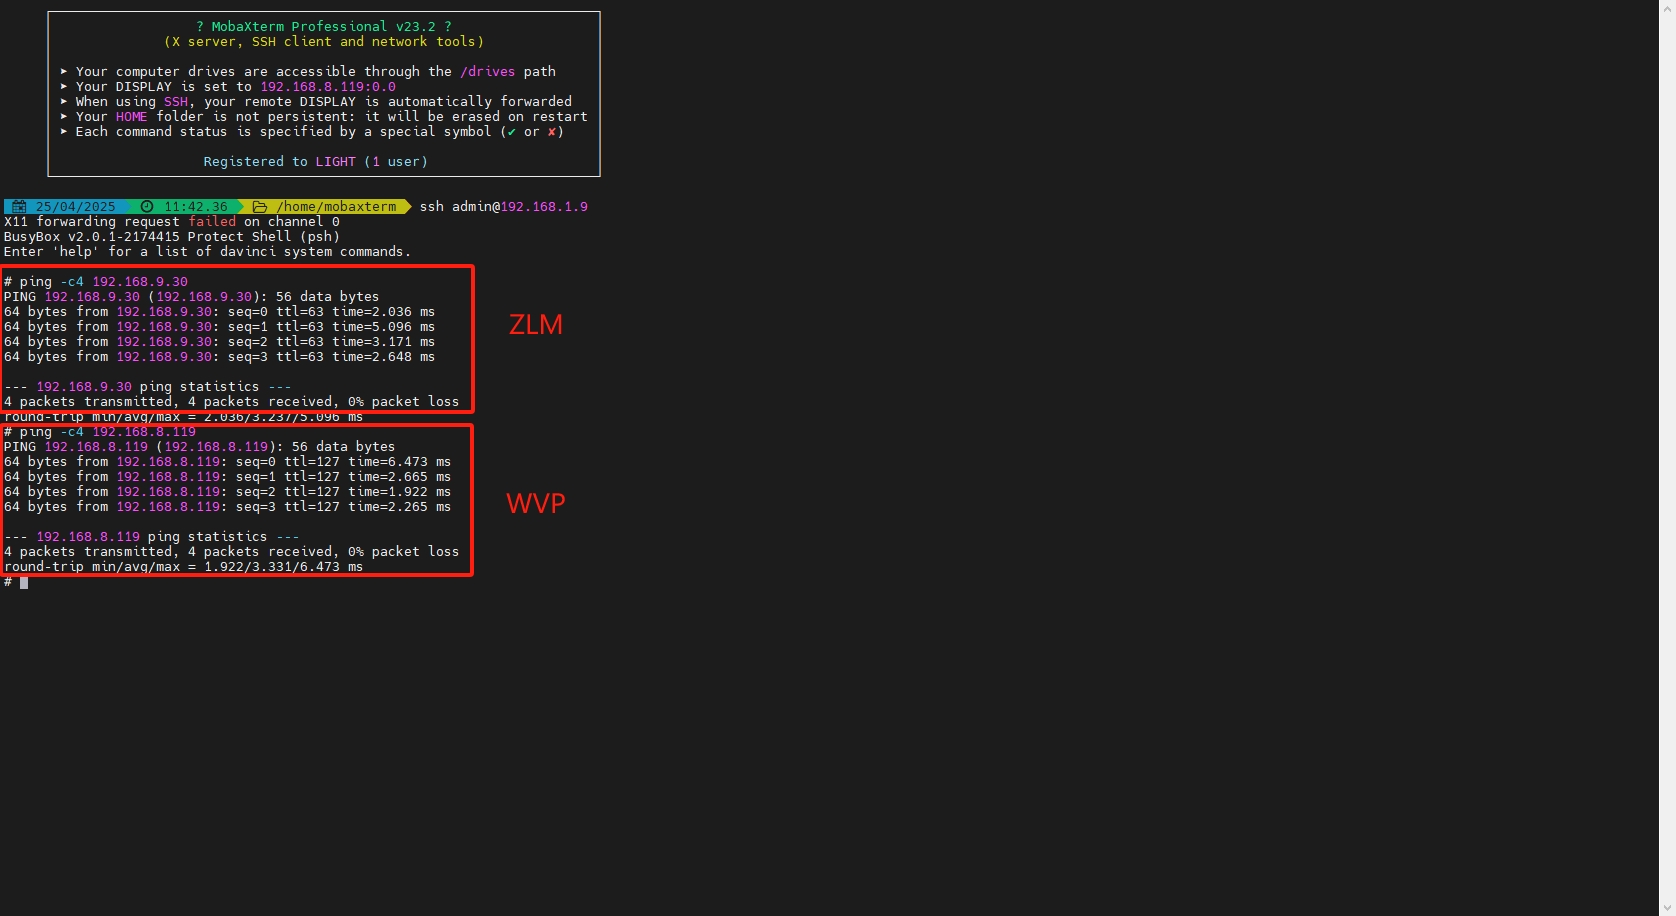 ? MobaXterm Professional v23.2 ?
(X server, SSH client and network tools)
➤ Your computer drives are accessible through the /drives path
➤ Your DISPLAY is set to 192.168.8.119:0.0
➤ When using SSH, your remote DISPLAY is automatically forwarded
➤ Your HOME folder is not persistent: it will be erased on restart
➤ Each command status is specified by a special symbol (✔ or ✘)
Registered to LIGHT (1 user)
25/04/2025 11:42.36 /home/mobaxterm ssh admin@192.168.1.9
X11 forwarding request failed on channel 0
BusyBox v2.0.1-2174415 Protect Shell (psh)
Enter 'help' for a list of davinci system commands.
# ping -c4 192.168.9.30
PING 192.168.9.30 (192.168.9.30): 56 data bytes
64 bytes from 192.168.9.30: seq=0 ttl=63 time=2.036 ms
64 bytes from 192.168.9.30: seq=1 ttl=63 time=5.096 ms
64 bytes from 192.168.9.30: seq=2 ttl=63 time=3.171 ms
64 bytes from 192.168.9.30: seq=3 ttl=63 time=2.648 ms
ZLM
--- 192.168.9.30 ping statistics ---
4 packets transmitted, 4 packets received, 0% packet loss
round-trip min/avg/max = 2.036/3.237/5.096 ms
# ping -c4 192.168.8.119
PING 192.168.8.119 (192.168.8.119): 56 data bytes
64 bytes from 192.168.8.119: seq=0 ttl=127 time=6.473 ms
64 bytes from 192.168.8.119: seq=1 ttl=127 time=2.665 ms
64 bytes from 192.168.8.119: seq=2 ttl=127 time=1.922 ms
64 bytes from 192.168.8.119: seq=3 ttl=127 time=2.265 ms
WVP
--- 192.168.8.119 ping statistics ---
4 packets transmitted, 4 packets received, 0% packet loss
round-trip min/avg/max = 1.922/3.331/6.473 ms
#